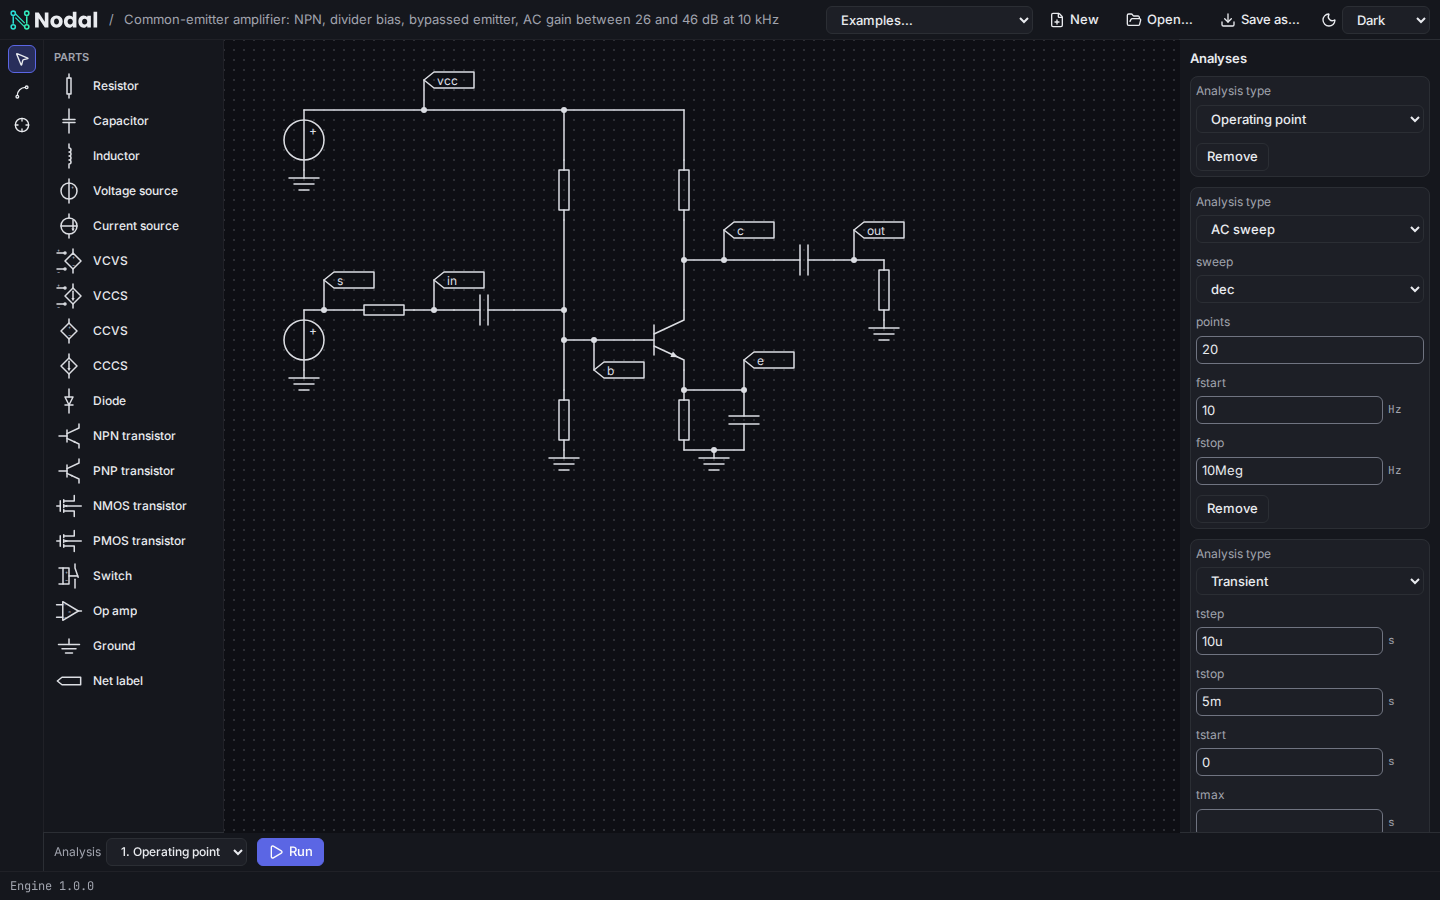 Nodal / Common-emitter amplifier: NPN, divider bias, bypassed emitter, AC gain between 26 and 46 dB at 10 kHz
Examples...
New
Open...
Save as...
Dark
PARTS
Resistor
Capacitor
Inductor
Voltage source
Current source
VCVS
VCCS
CCVS
CCCS
Diode
NPN transistor
PNP transistor
NMOS transistor
PMOS transistor
Switch
Op amp
Ground
Net label
vcc
+
c
out
s
in
+
b
e
Analyses
Analysis type
Operating point
Remove
Analysis type
AC sweep
sweep
dec
points
20
fstart
10 Hz
fstop
10Meg Hz
Remove
Analysis type
Transient
tstep
10u s
tstop
5m s
tstart
0 s
tmax
s
Analysis
1. Operating point
Run
Engine 1.0.0